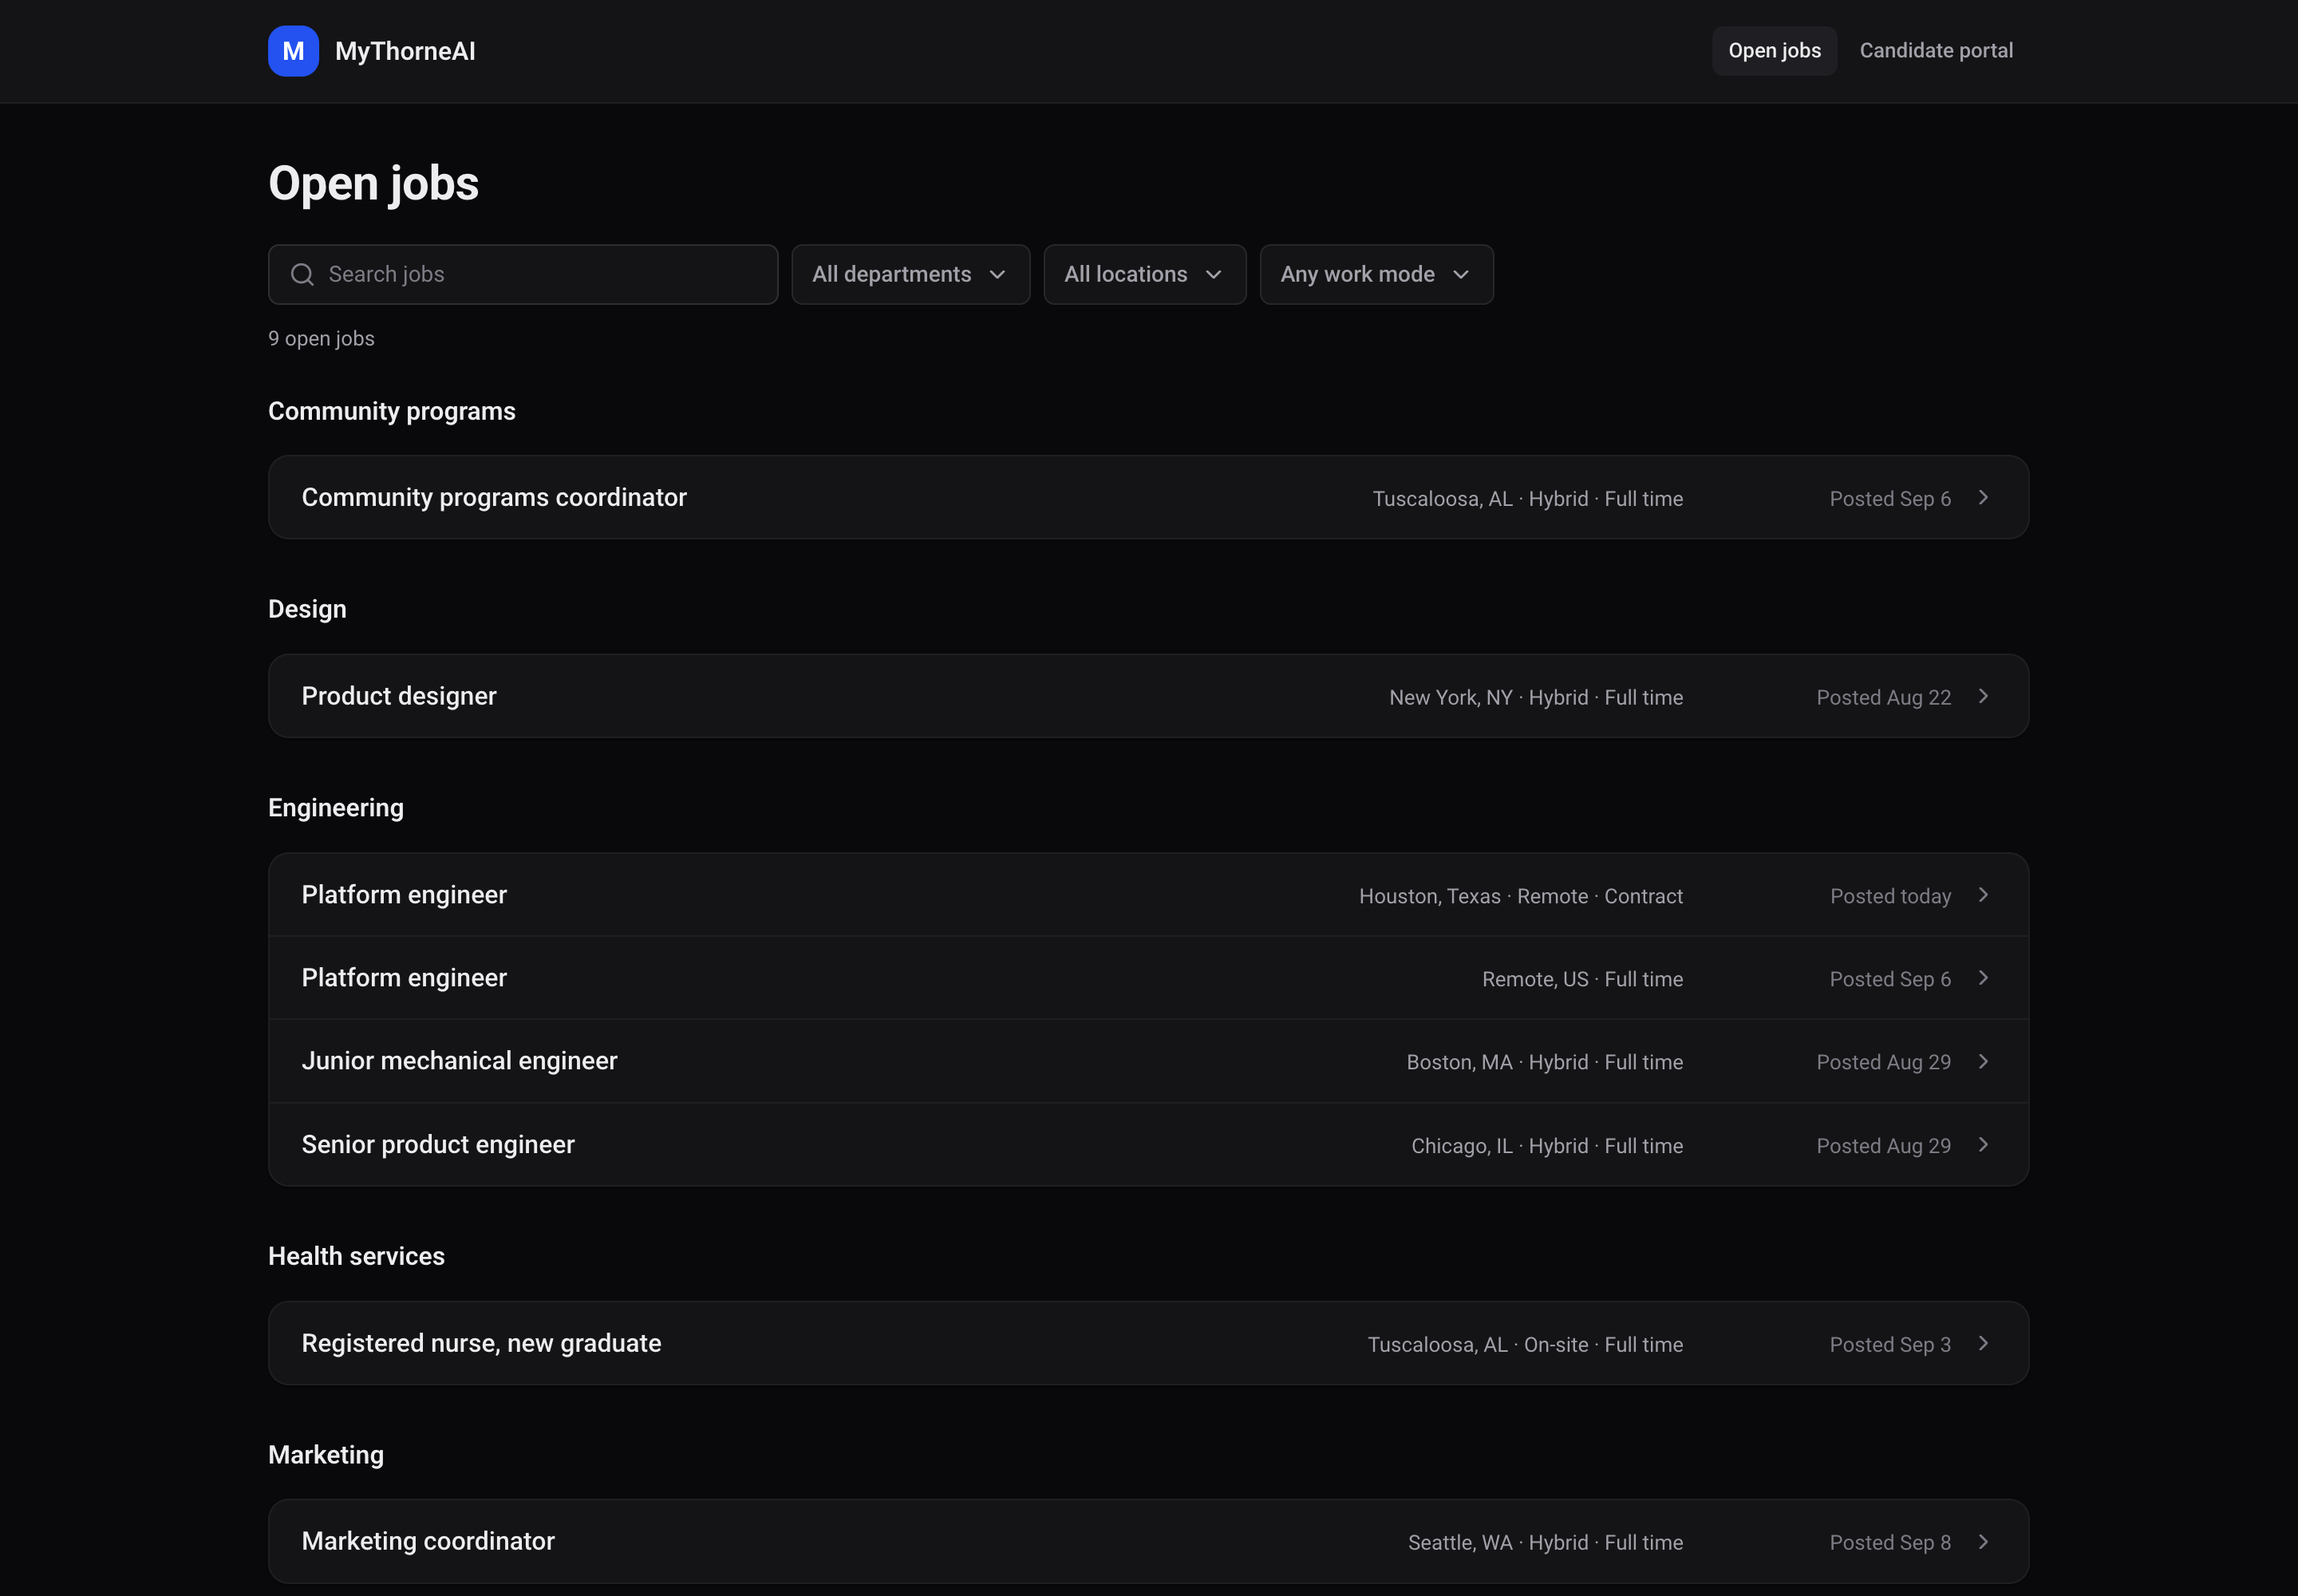 M MyThorneAI Open jobs Candidate portal
Open jobs
Search jobs All departments All locations Any work mode
9 open jobs
Community programs
Community programs coordinator Tuscaloosa, AL · Hybrid · Full time Posted Sep 6
Design
Product designer New York, NY · Hybrid · Full time Posted Aug 22
Engineering
Platform engineer Houston, Texas · Remote · Contract Posted today
Platform engineer Remote, US · Full time Posted Sep 6
Junior mechanical engineer Boston, MA · Hybrid · Full time Posted Aug 29
Senior product engineer Chicago, IL · Hybrid · Full time Posted Aug 29
Health services
Registered nurse, new graduate Tuscaloosa, AL · On-site · Full time Posted Sep 3
Marketing
Marketing coordinator Seattle, WA · Hybrid · Full time Posted Sep 8